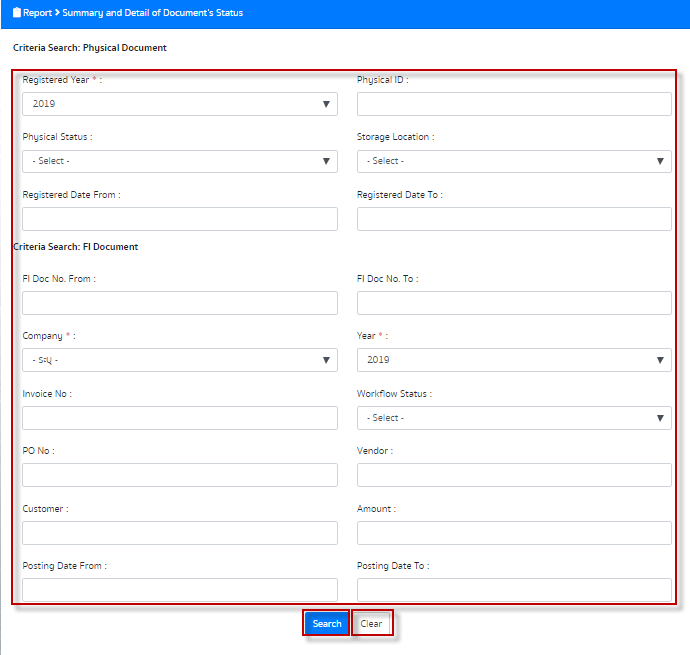 Report > Summary and Detail of Document's Status
Criteria Search: Physical Document
Registered Year * :
Physical ID :
2019
Physical Status :
Storage Location :
- Select -
- Select -
Registered Date From :
Registered Date To :
Criteria Search: FI Document
FI Doc No. From :
FI Doc No. To :
Company * :
Year * :
- ระบุ -
2019
Invoice No :
Workflow Status :
- Select -
PO No :
Vendor :
Customer :
Amount :
Posting Date From :
Posting Date To :
Search
Clear